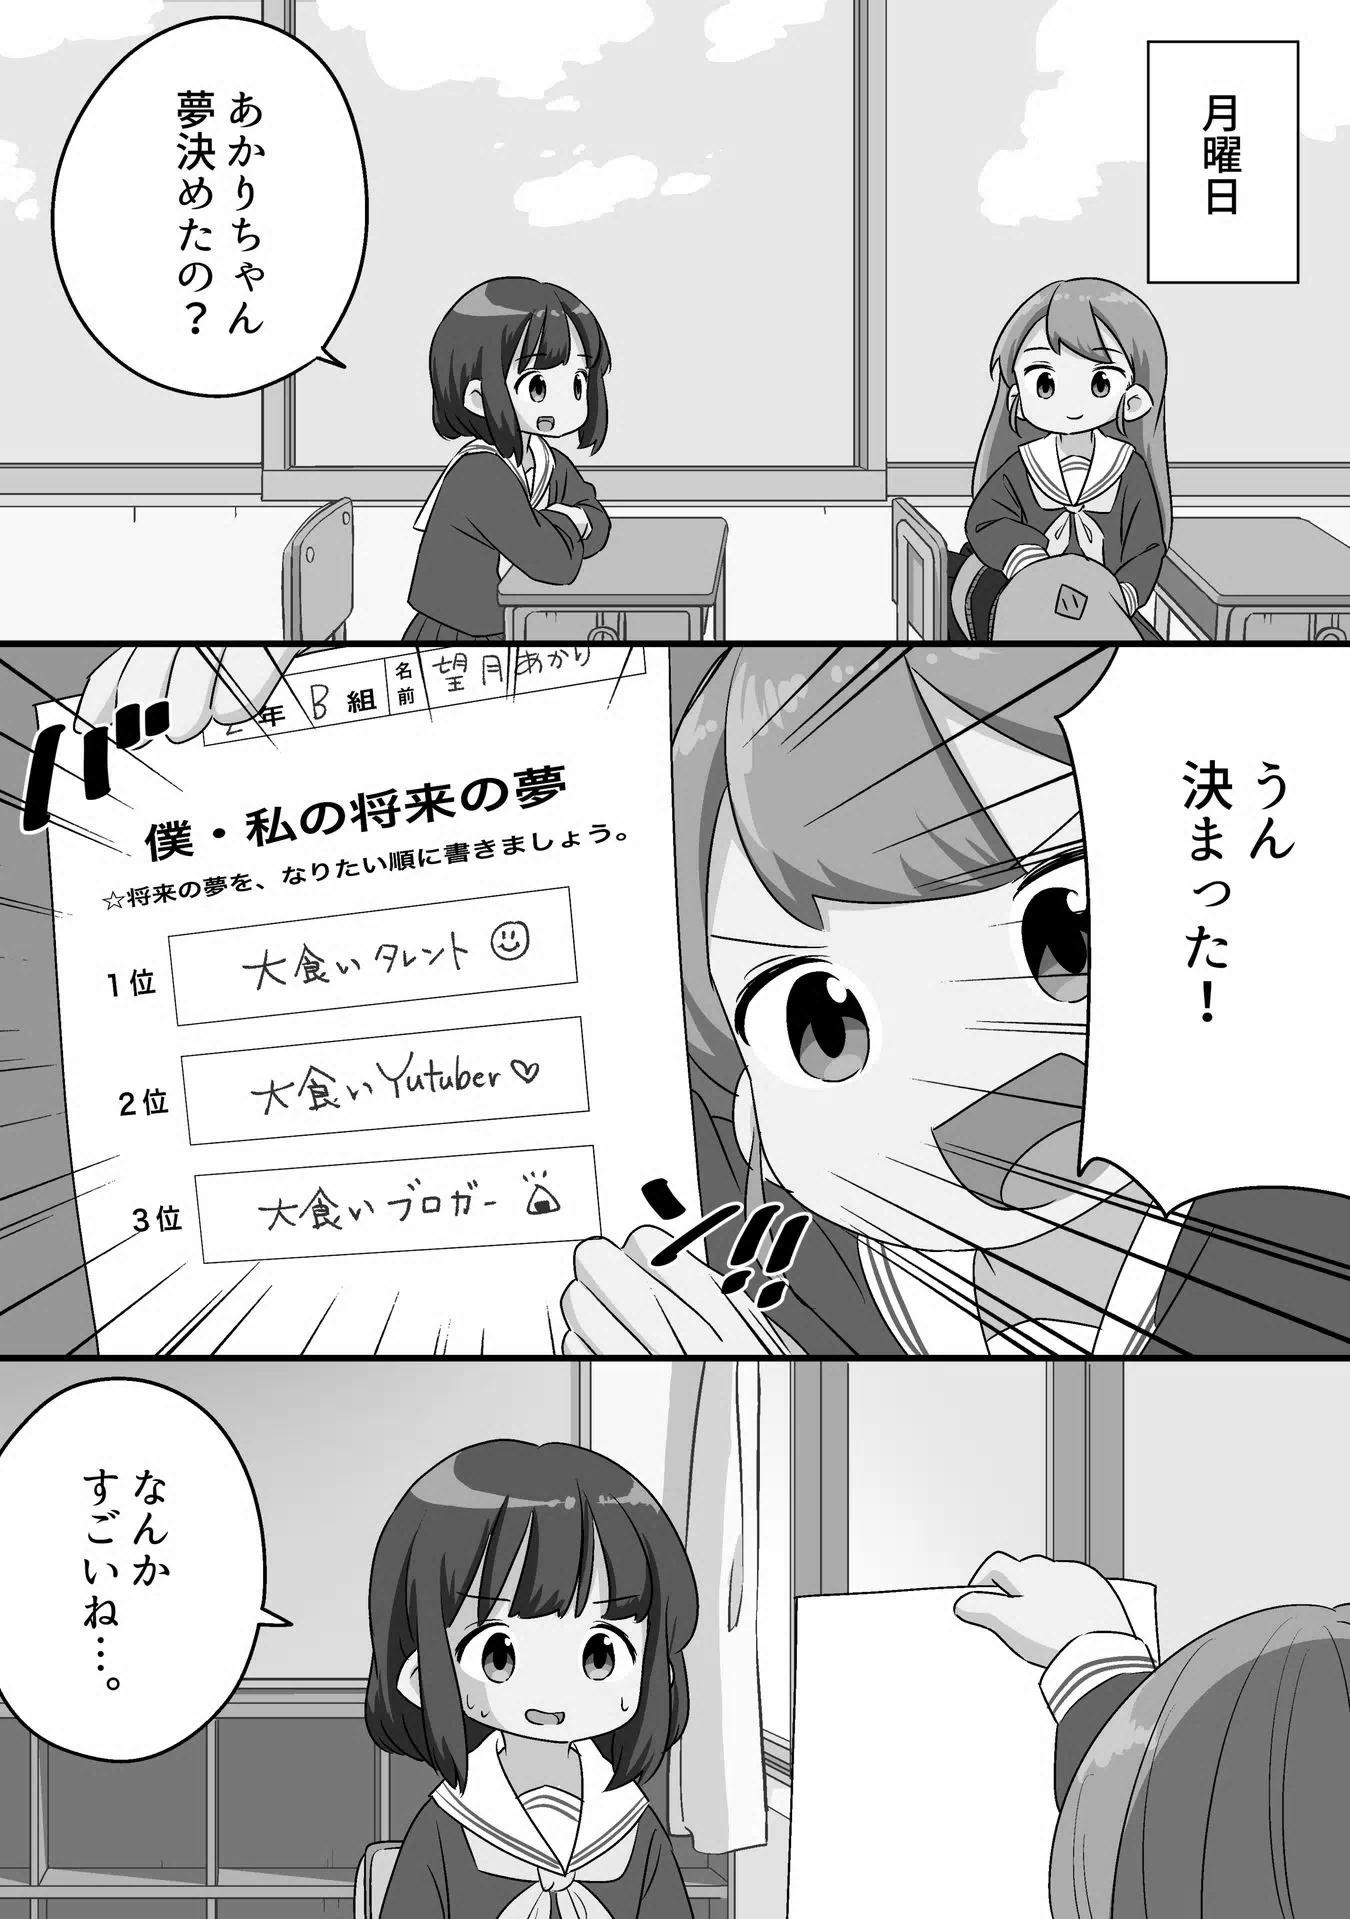 月曜日
あかりちゃん
夢決めたの？
うん
決まった！
バ
2年 B組 名前 望月あかり
僕・私の将来の夢
☆将来の夢を、なりたい順に書きましょう。
1位 大食いタレント
2位 大食いYutuber♡
3位 大食いブロガー
ン!!
なんか
すごいね…。